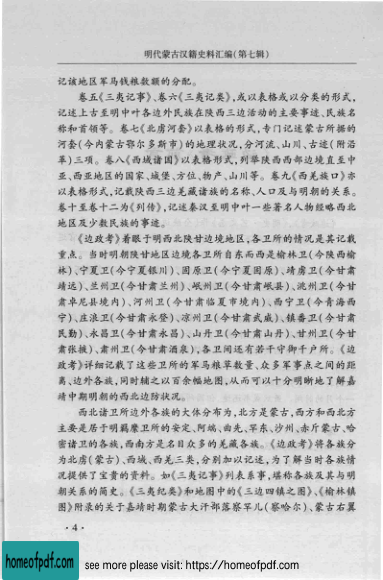 明代蒙古汉籍史料汇编(第七辑)
记该地区军马钱粮数额的分配。
卷五《三夷记事》、卷六《三夷记类》,或以表格或以分类的形式,
记述上古至明中叶各边外民族在陕西三边活动的主要事迹、民族名
称和首领等。卷七《北虏河套》以表格的形式,专门记述蒙古所据的
河套(今内蒙古鄂尔多斯市)的地理状况,分河流、山川、古迹(附沿
革)三项。卷八《西域诸国》以表格形式,列举陕西西部边境直至中
亚、西亚地区的国家、城堡、方位、物产、山川等。卷九《西羌族口》亦
以表格形式,记载陕西三边羌藏诸族的名称、人口及与明朝的关系。
卷十至卷十二为《列传》,记述秦汉至明中叶一些著名人物经略西北
地区及少数民族的事迹。
《边政考》着眼于明西北陕甘边境地区,各卫所的情况是其记载
重点。当时明朝陕甘地区边境各卫所自东而西是榆林卫(今陕西榆
林)、宁夏卫(今宁夏银川)、固原卫(今宁夏固原)、靖虏卫(今甘肃
靖远)、兰州卫(今甘肃兰州)、岷州卫(今甘肃岷县)、洮州卫(今甘
肃卓尼县境内)、河州卫(今甘肃临夏市境内)、西宁卫(今青海西
宁)、庄浪卫(今甘肃永登)、凉州卫(今甘肃武威)、镇番卫(今甘肃
民勤)、永昌卫(今甘肃永昌)、山丹卫(今甘肃山丹)、甘州卫(今甘
肃张掖)、肃州卫(今甘肃酒泉),各卫间还有若干守御千户所。《边
政考》详细记载了这些卫所的军马粮草数量、众多军事点之间的距
离、边外各族,同时辅之以百余幅地图,从而可以十分明晰地了解嘉
靖中期明朝的西北边防状况。
西北诸卫所边外各族的大体分布为,北方是蒙古,西方和西北方
主要是居于明羁縻卫所的安定、阿端、曲先、罕东、沙州、赤斤蒙古、哈
密诸卫的各族,西南方是名目众多的羌藏各族。《边政考》将各族分
为北虏(蒙古)、西域、西羌三类,分别加以记述,为了解当时各族情
况提供了宝贵的资料。如《三夷记事》列表系事,堪称各族及其与明
朝关系的简史。《三夷纪类》和地图中的《三边四镇之图》、《榆林镇
图》附录的关于嘉靖时期蒙古大汗部落察罕儿(察哈尔)、蒙古右翼
·4·
homeofpdf.com
see more please visit: https://homeofpdf.com